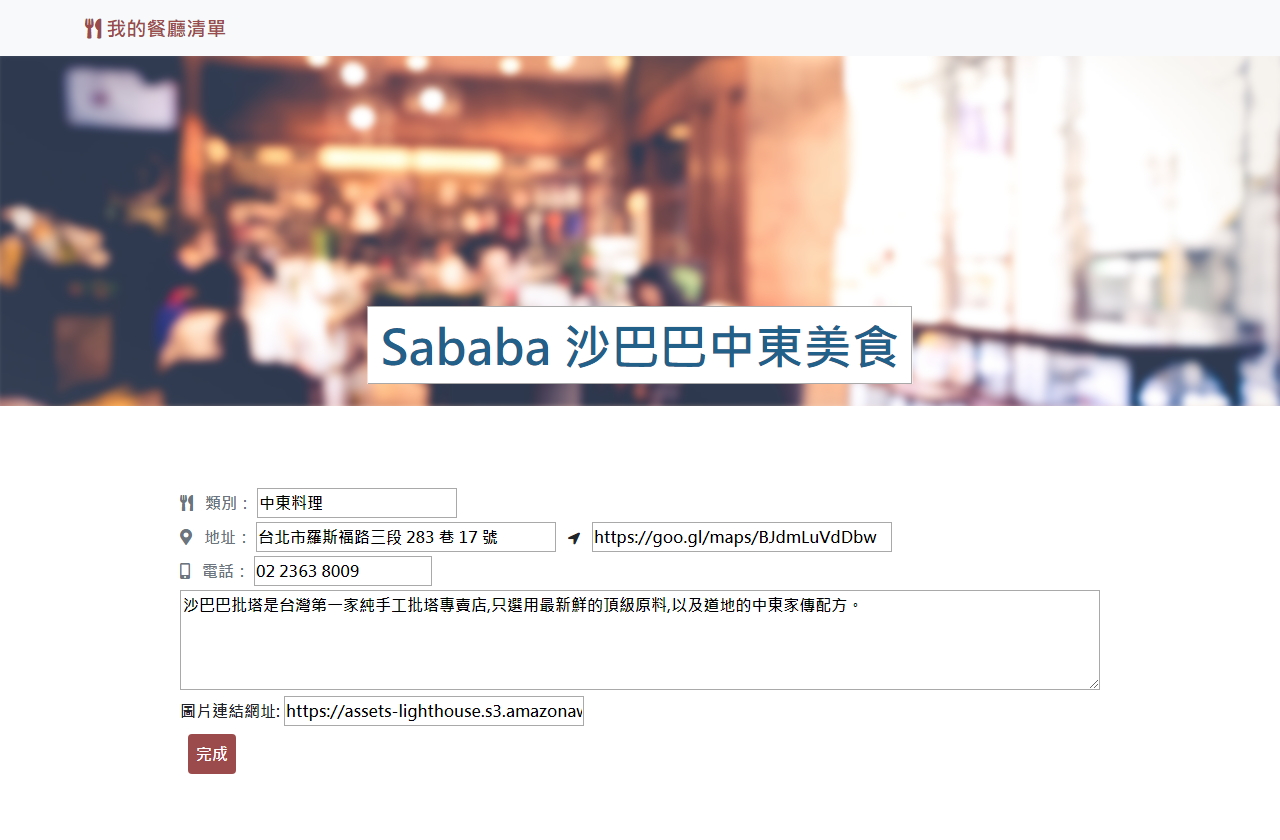 我的餐廳清單
Sababa 沙巴巴中東美食
類別： 中東料理
地址： 台北市羅斯福路三段 283 巷 17 號 https://goo.gl/maps/BJdmLuVdDbw
電話： 02 2363 8009
沙巴巴批塔是台灣第一家純手工批塔專賣店,只選用最新鮮的頂級原料,以及道地的中東家傳配方。
圖片連結網址: https://assets-lighthouse.s3.amazonav
完成